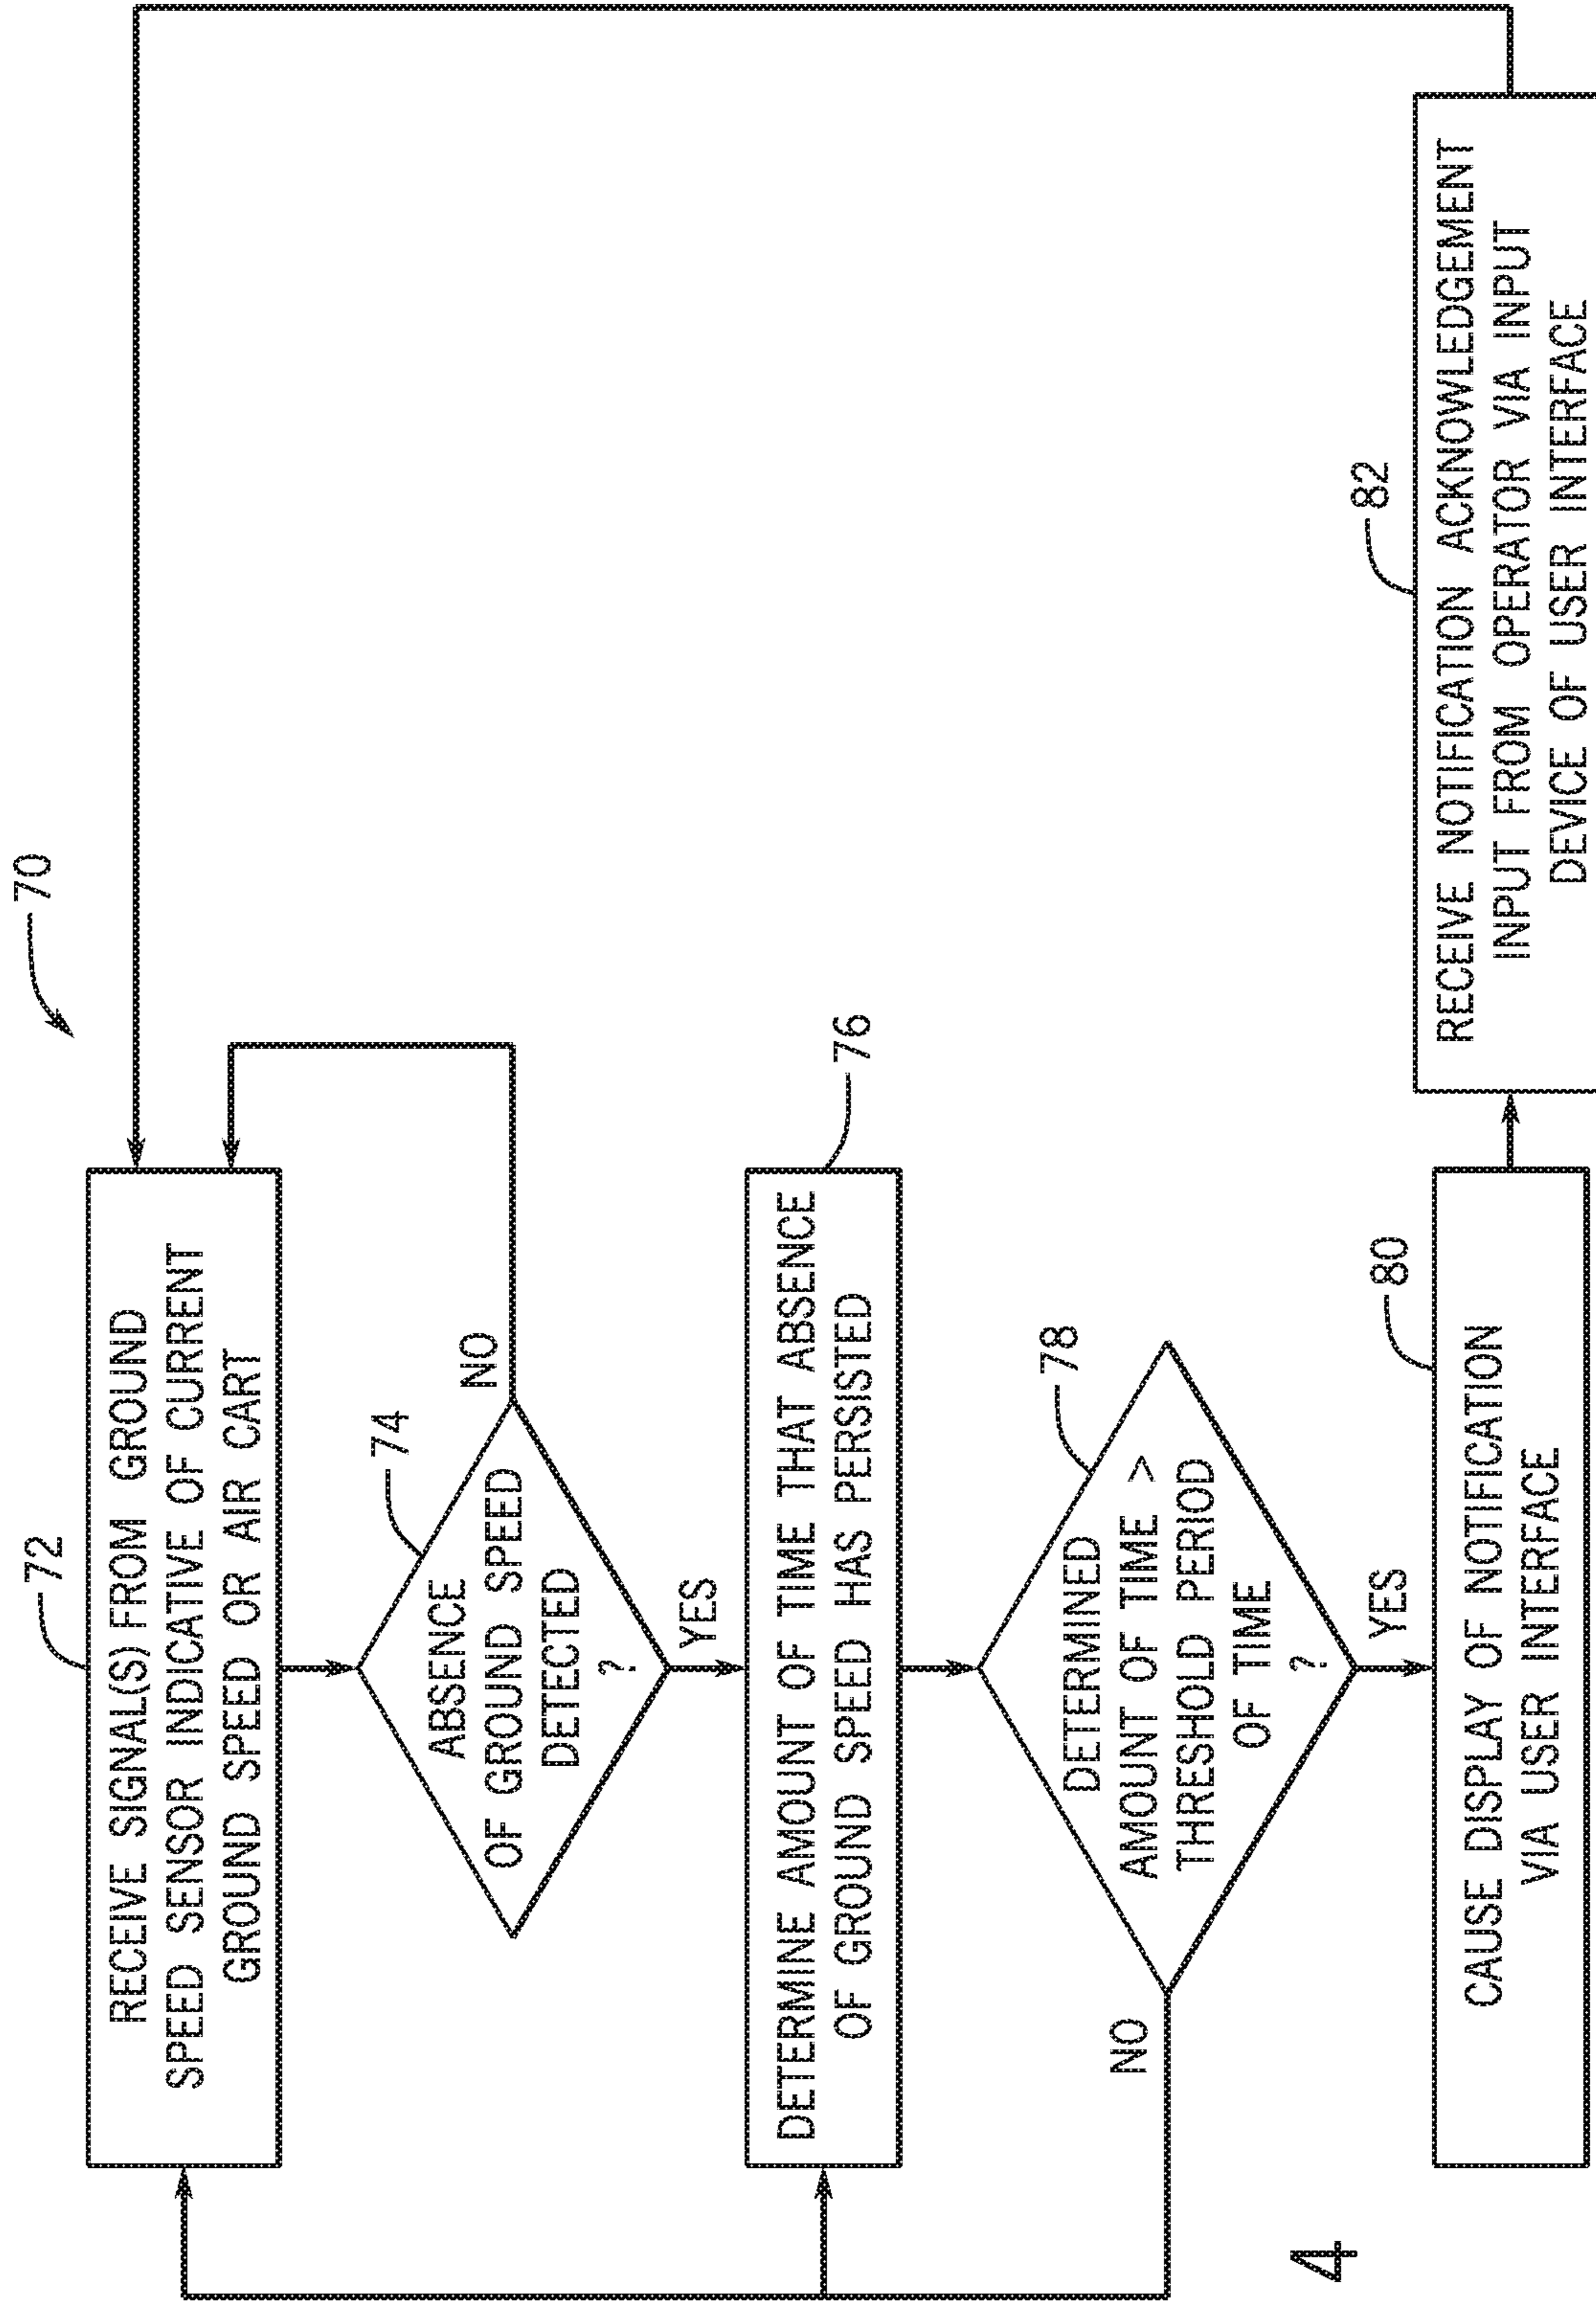 70
72
RECEIVE SIGNAL(S) FROM GROUND
SPEED SENSOR INDICATIVE OF CURRENT
GROUND SPEED OR AIR CART
74
ABSENCE
OF GROUND SPEED
DETECTED
?
NO
YES
76
DETERMINE AMOUNT OF TIME THAT ABSENCE
OF GROUND SPEED HAS PERSISTED
78
DETERMINED
AMOUNT OF TIME >
THRESHOLD PERIOD
OF TIME
?
NO
YES
80
CAUSE DISPLAY OF NOTIFICATION
VIA USER INTERFACE
82
RECEIVE NOTIFICATION ACKNOWLEDGEMENT
INPUT FROM OPERATOR VIA INPUT
DEVICE OF USER INTERFACE
4